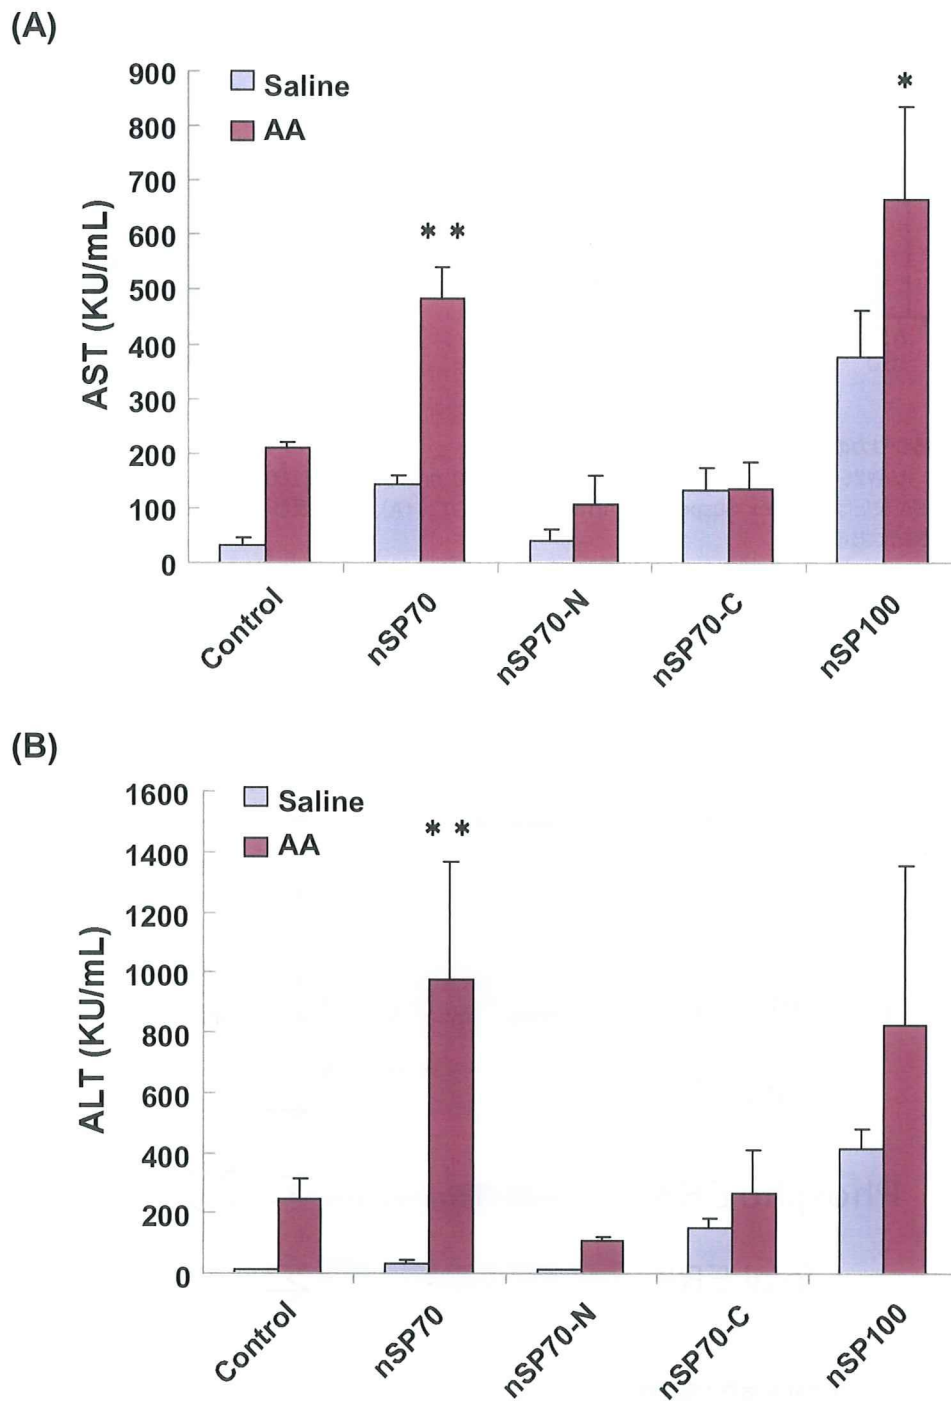 (A)
AST (KU/mL)
900
800
700
600
500
400
300
200
100
0
Saline
AA
* *
*
Control
nSP70
nSP70-N
nSP70-C
nSP100
(B)
ALT (KU/mL)
1600
1400
1200
1000
800
600
400
200
0
Saline
AA
* *
Control
nSP70
nSP70-N
nSP70-C
nSP100